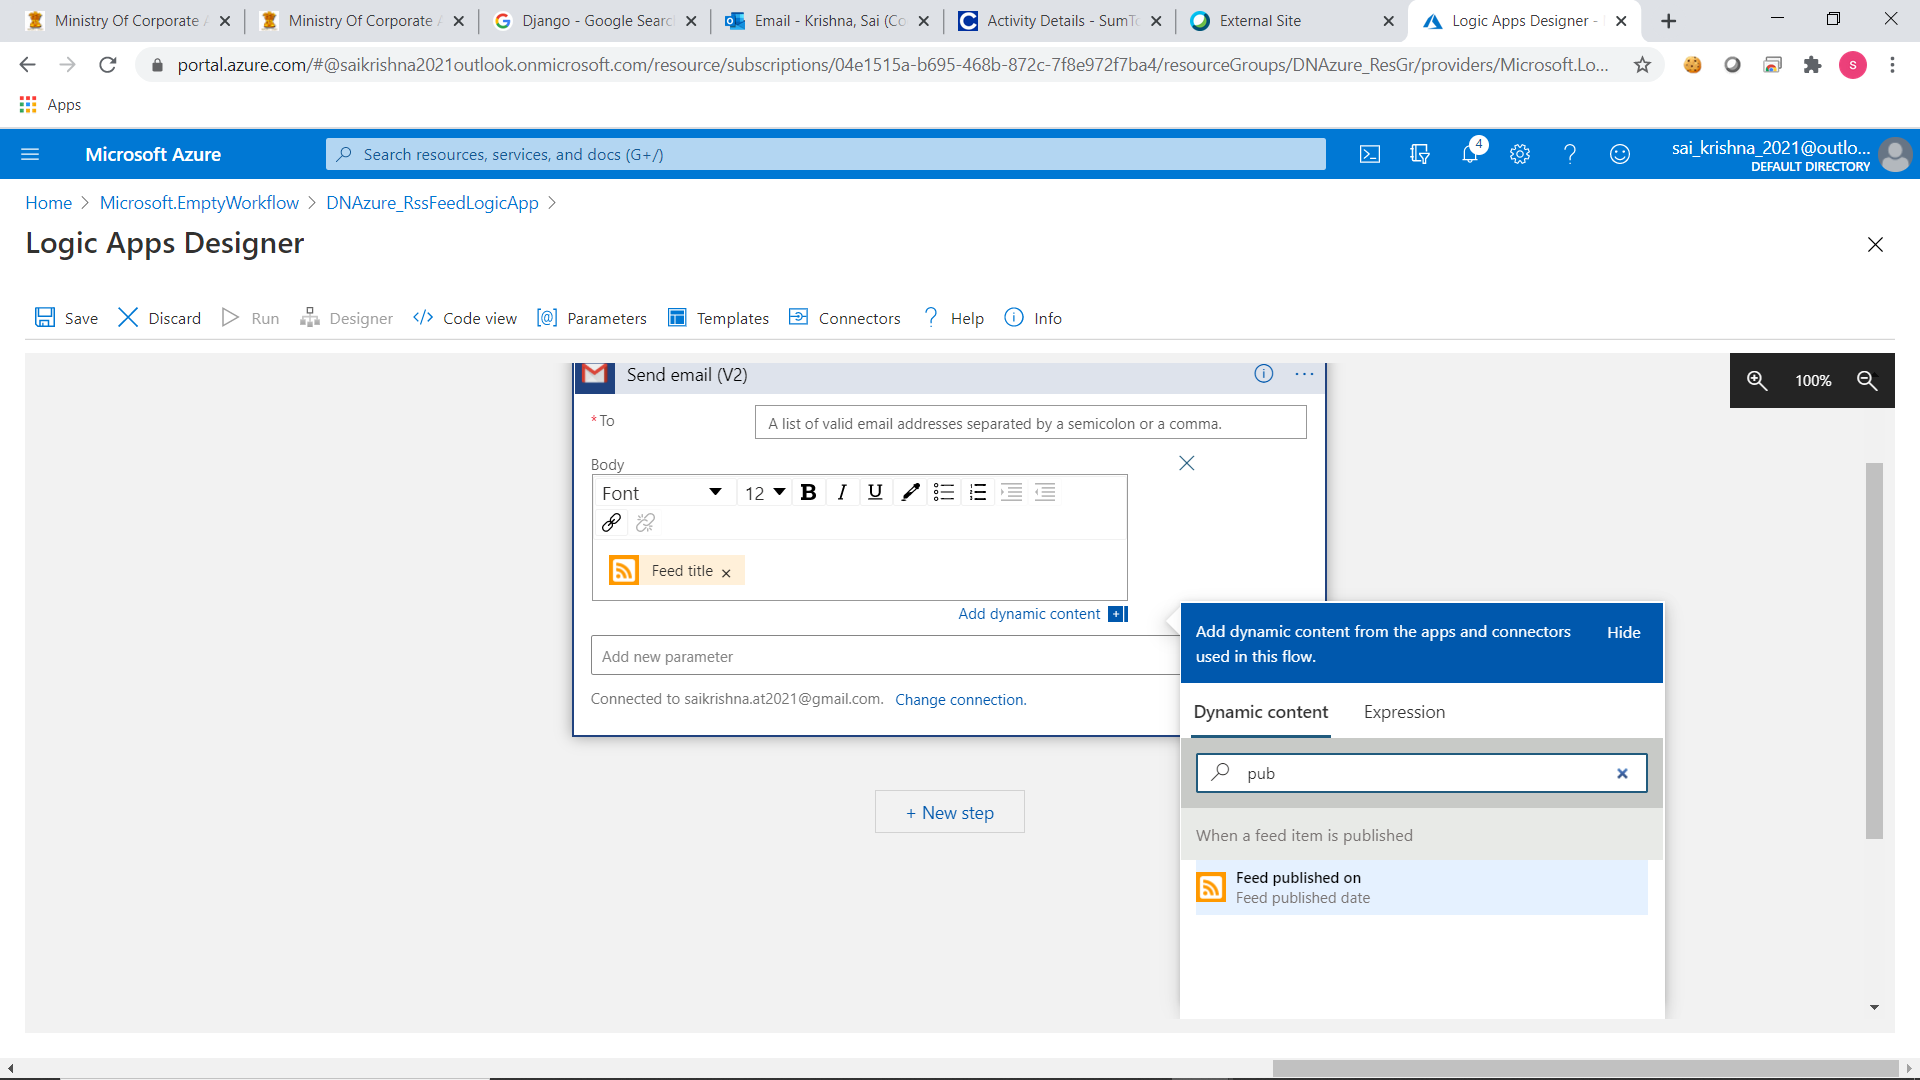 Ministry Of Corporate A
Ministry Of Corporate A
Django - Google Searc
Email - Krishna, Sai (Co
Activity Details - SumTo
External Site
Logic Apps Designer -
portal.azure.com/#@saikrishna2021outlook.onmicrosoft.com/resource/subscriptions/04e1515a-b695-468b-872c-7f8e972f7ba4/resourceGroups/DNAzure_ResGr/providers/Microsoft.Lo...
S
Apps
Microsoft Azure
Search resources, services, and docs (G+/)
4
sai_krishna_2021@outlo...
DEFAULT DIRECTORY
Home > Microsoft.EmptyWorkflow > DNAzure_RssFeedLogicApp >
Logic Apps Designer
Save Discard Run Designer Code view Parameters Templates Connectors Help Info
100%
Send email (V2)
* To
A list of valid email addresses separated by a semicolon or a comma.
Body
Font 12 B I U
Feed title ×
Add dynamic content
Add new parameter
Connected to saikrishna.at2021@gmail.com. Change connection.
+ New step
Add dynamic content from the apps and connectors
used in this flow.
Hide
Dynamic content Expression
pub
When a feed item is published
Feed published on
Feed published date